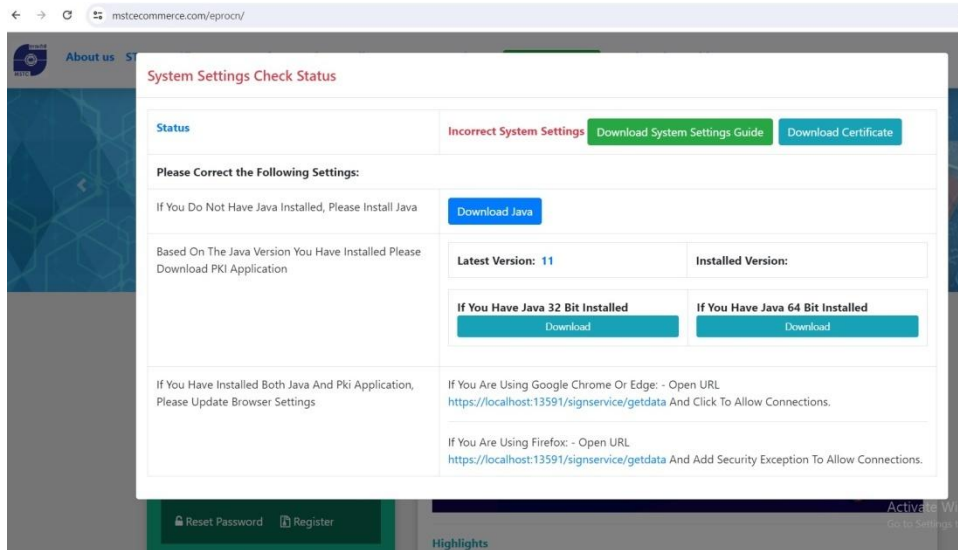 mstcecommerce.com/eprocn/
About us
System Settings Check Status
Status
Incorrect System Settings Download System Settings Guide Download Certificate
Please Correct the Following Settings:
If You Do Not Have Java Installed, Please Install Java
Download Java
Based On The Java Version You Have Installed Please
Download PKI Application
Latest Version: 11
Installed Version:
If You Have Java 32 Bit Installed
Download
If You Have Java 64 Bit Installed
Download
If You Have Installed Both Java And Pki Application,
Please Update Browser Settings
If You Are Using Google Chrome Or Edge: - Open URL
https://localhost:13591/signservice/getdata And Click To Allow Connections.
If You Are Using Firefox: - Open URL
https://localhost:13591/signservice/getdata And Add Security Exception To Allow Connections.
Reset Password Register
Activate Wi
Go to Settings t
Highlights